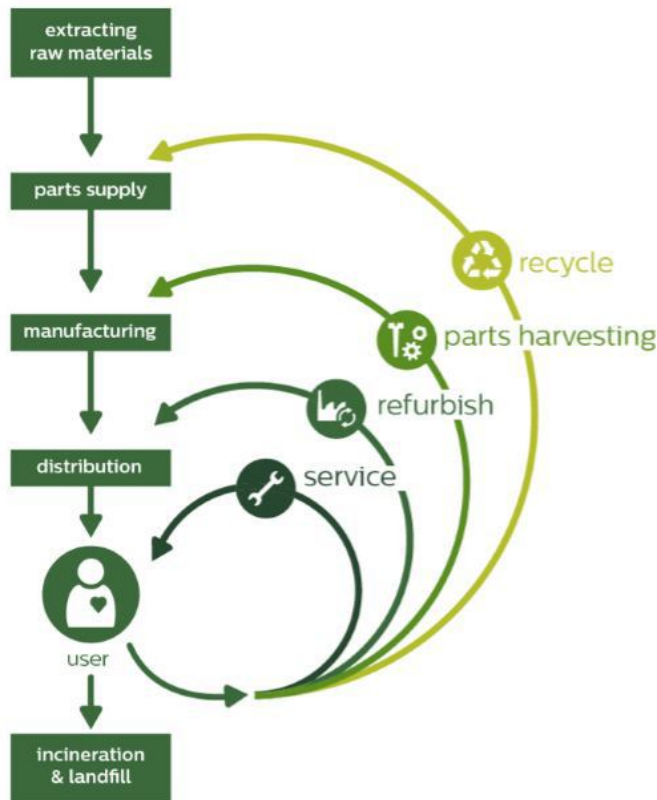 extracting
raw materials
parts supply
recycle
manufacturing
parts harvesting
refurbish
distribution
service
user
incineration
& landfill